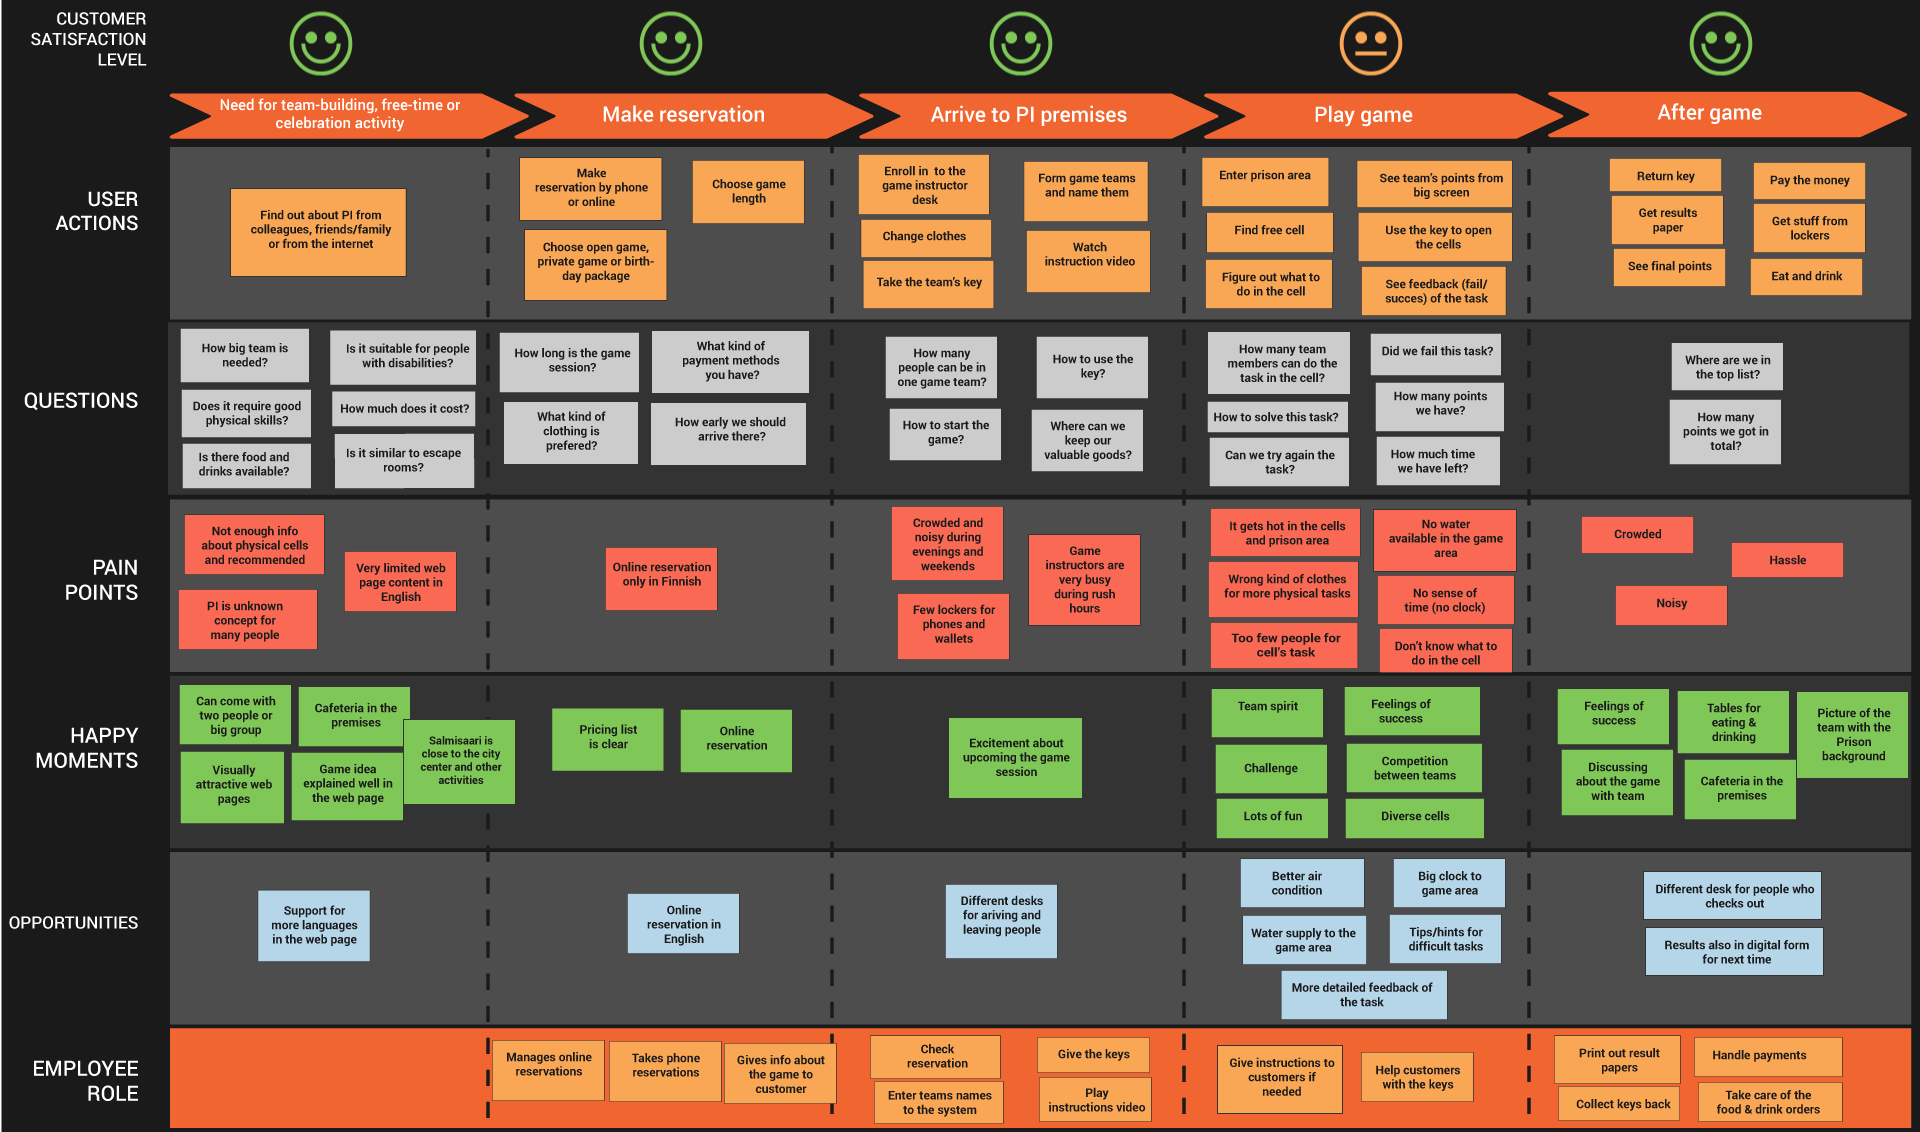 CUSTOMER
SATISFACTION
LEVEL
Need for team-building, free-time or
celebration activity
Make reservation
Arrive to PI premises
Play game
After game
USER
ACTIONS
Find out about PI from
colleagues, friends/family
or from the internet
Make
reservation by phone
or online
Choose game
length
Choose open game,
private game or birth-
day package
Enroll in to the
game instructor
desk
Form game teams
and name them
Change clothes
Watch
instruction video
Take the team's key
Enter prison area
See team's points from
big screen
Find free cell
Use the key to open
the cells
Figure out what to
do in the cell
See feedback (fail/
succes) of the task
Return key
Pay the money
Get results
paper
Get stuff from
lockers
See final points
Eat and drink
QUESTIONS
How big team is
needed?
Is it suitable for people
with disabilities?
Does it require good
physical skills?
How much does it cost?
Is there food and
drinks available?
Is it similar to escape
rooms?
How long is the game
session?
What kind of
payment methods
you have?
What kind of
clothing is
prefered?
How early we should
arrive there?
How many
people can be in
one game team?
How to use the
key?
How to start the
game?
Where can we
keep our
valuable goods?
How many team
members can do the
task in the cell?
Did we fail this task?
How many points
we have?
How to solve this task?
Can we try again the
task?
How much time
we have left?
Where are we in
the top list?
How many
points we got in
total?
PAIN
POINTS
Not enough info
about physical cells
and recommended
Very limited web
page content in
English
PI is unknown
concept for
many people
Online reservation
only in Finnish
Crowded and
noisy during
evenings and
weekends
Game
instructors are
very busy
during rush
hours
Few lockers for
phones and
wallets
It gets hot in the cells
and prison area
No water
available in the game
area
Wrong kind of clothes
for more physical tasks
No sense of
time (no clock)
Too few people for
cell's task
Don't know what to
do in the cell
Crowded
Hassle
Noisy
HAPPY
MOMENTS
Can come with
two people or
big group
Cafeteria in the
premises
Salmisaari is
close to the city
center and other
activities
Visually
attractive web
pages
Game idea
explained well in
the web page
Pricing list
is clear
Online
reservation
Excitement about
upcoming the game
session
Team spirit
Feelings of
success
Challenge
Competition
between teams
Lots of fun
Diverse cells
Feelings of
success
Tables for
eating &
drinking
Picture of the
team with the
Prison
background
Discussing
about the game
with team
Cafeteria in the
premises
OPPORTUNITIES
Support for
more languages
in the web page
Online
reservation in
English
Different desks
for ariving and
leaving people
Better air
condition
Big clock to
game area
Water supply to the
game area
Tips/hints for
difficult tasks
More detailed feedback of
the task
Different desk for people who
checks out
Results also in digital form
for next time
EMPLOYEE
ROLE
Manages online
reservations
Takes phone
reservations
Gives info about
the game to
customer
Check
reservation
Give the keys
Enter teams names
to the system
Play
instructions video
Give instructions to
customers if
needed
Help customers
with the keys
Print out result
papers
Handle payments
Collect keys back
Take care of the
food & drink orders